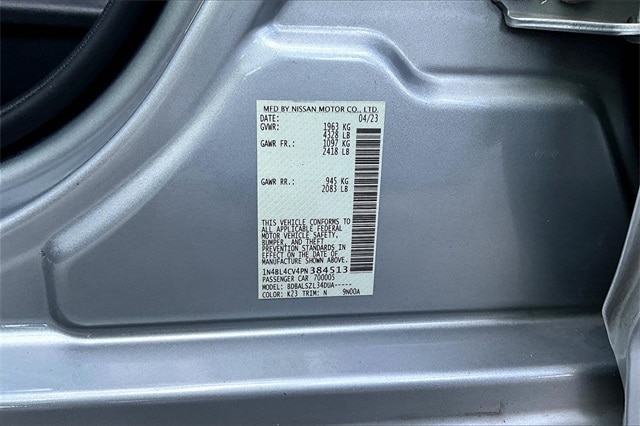 MFD BY NISSAN MOTOR CO., LTD.
DATE: 04/23
GVWR: 1963 KG
4328 LB
GAWR FR.: 1097 KG
2418 LB
GAWR RR.: 945 KG
2083 LB
THIS VEHICLE CONFORMS TO
ALL APPLICABLE FEDERAL
MOTOR VEHICLE SAFETY,
BUMPER, AND THEFT
PREVENTION STANDARDS
IN EFFECT ON THE DATE OF
MANUFACTURE SHOWN ABOVE.
1N4BL4CV4PN384513
PASSENGER CAR 700005
MODEL: BDBALSZL34DUA-----
COLOR: K23 TRIM: N 9N00A